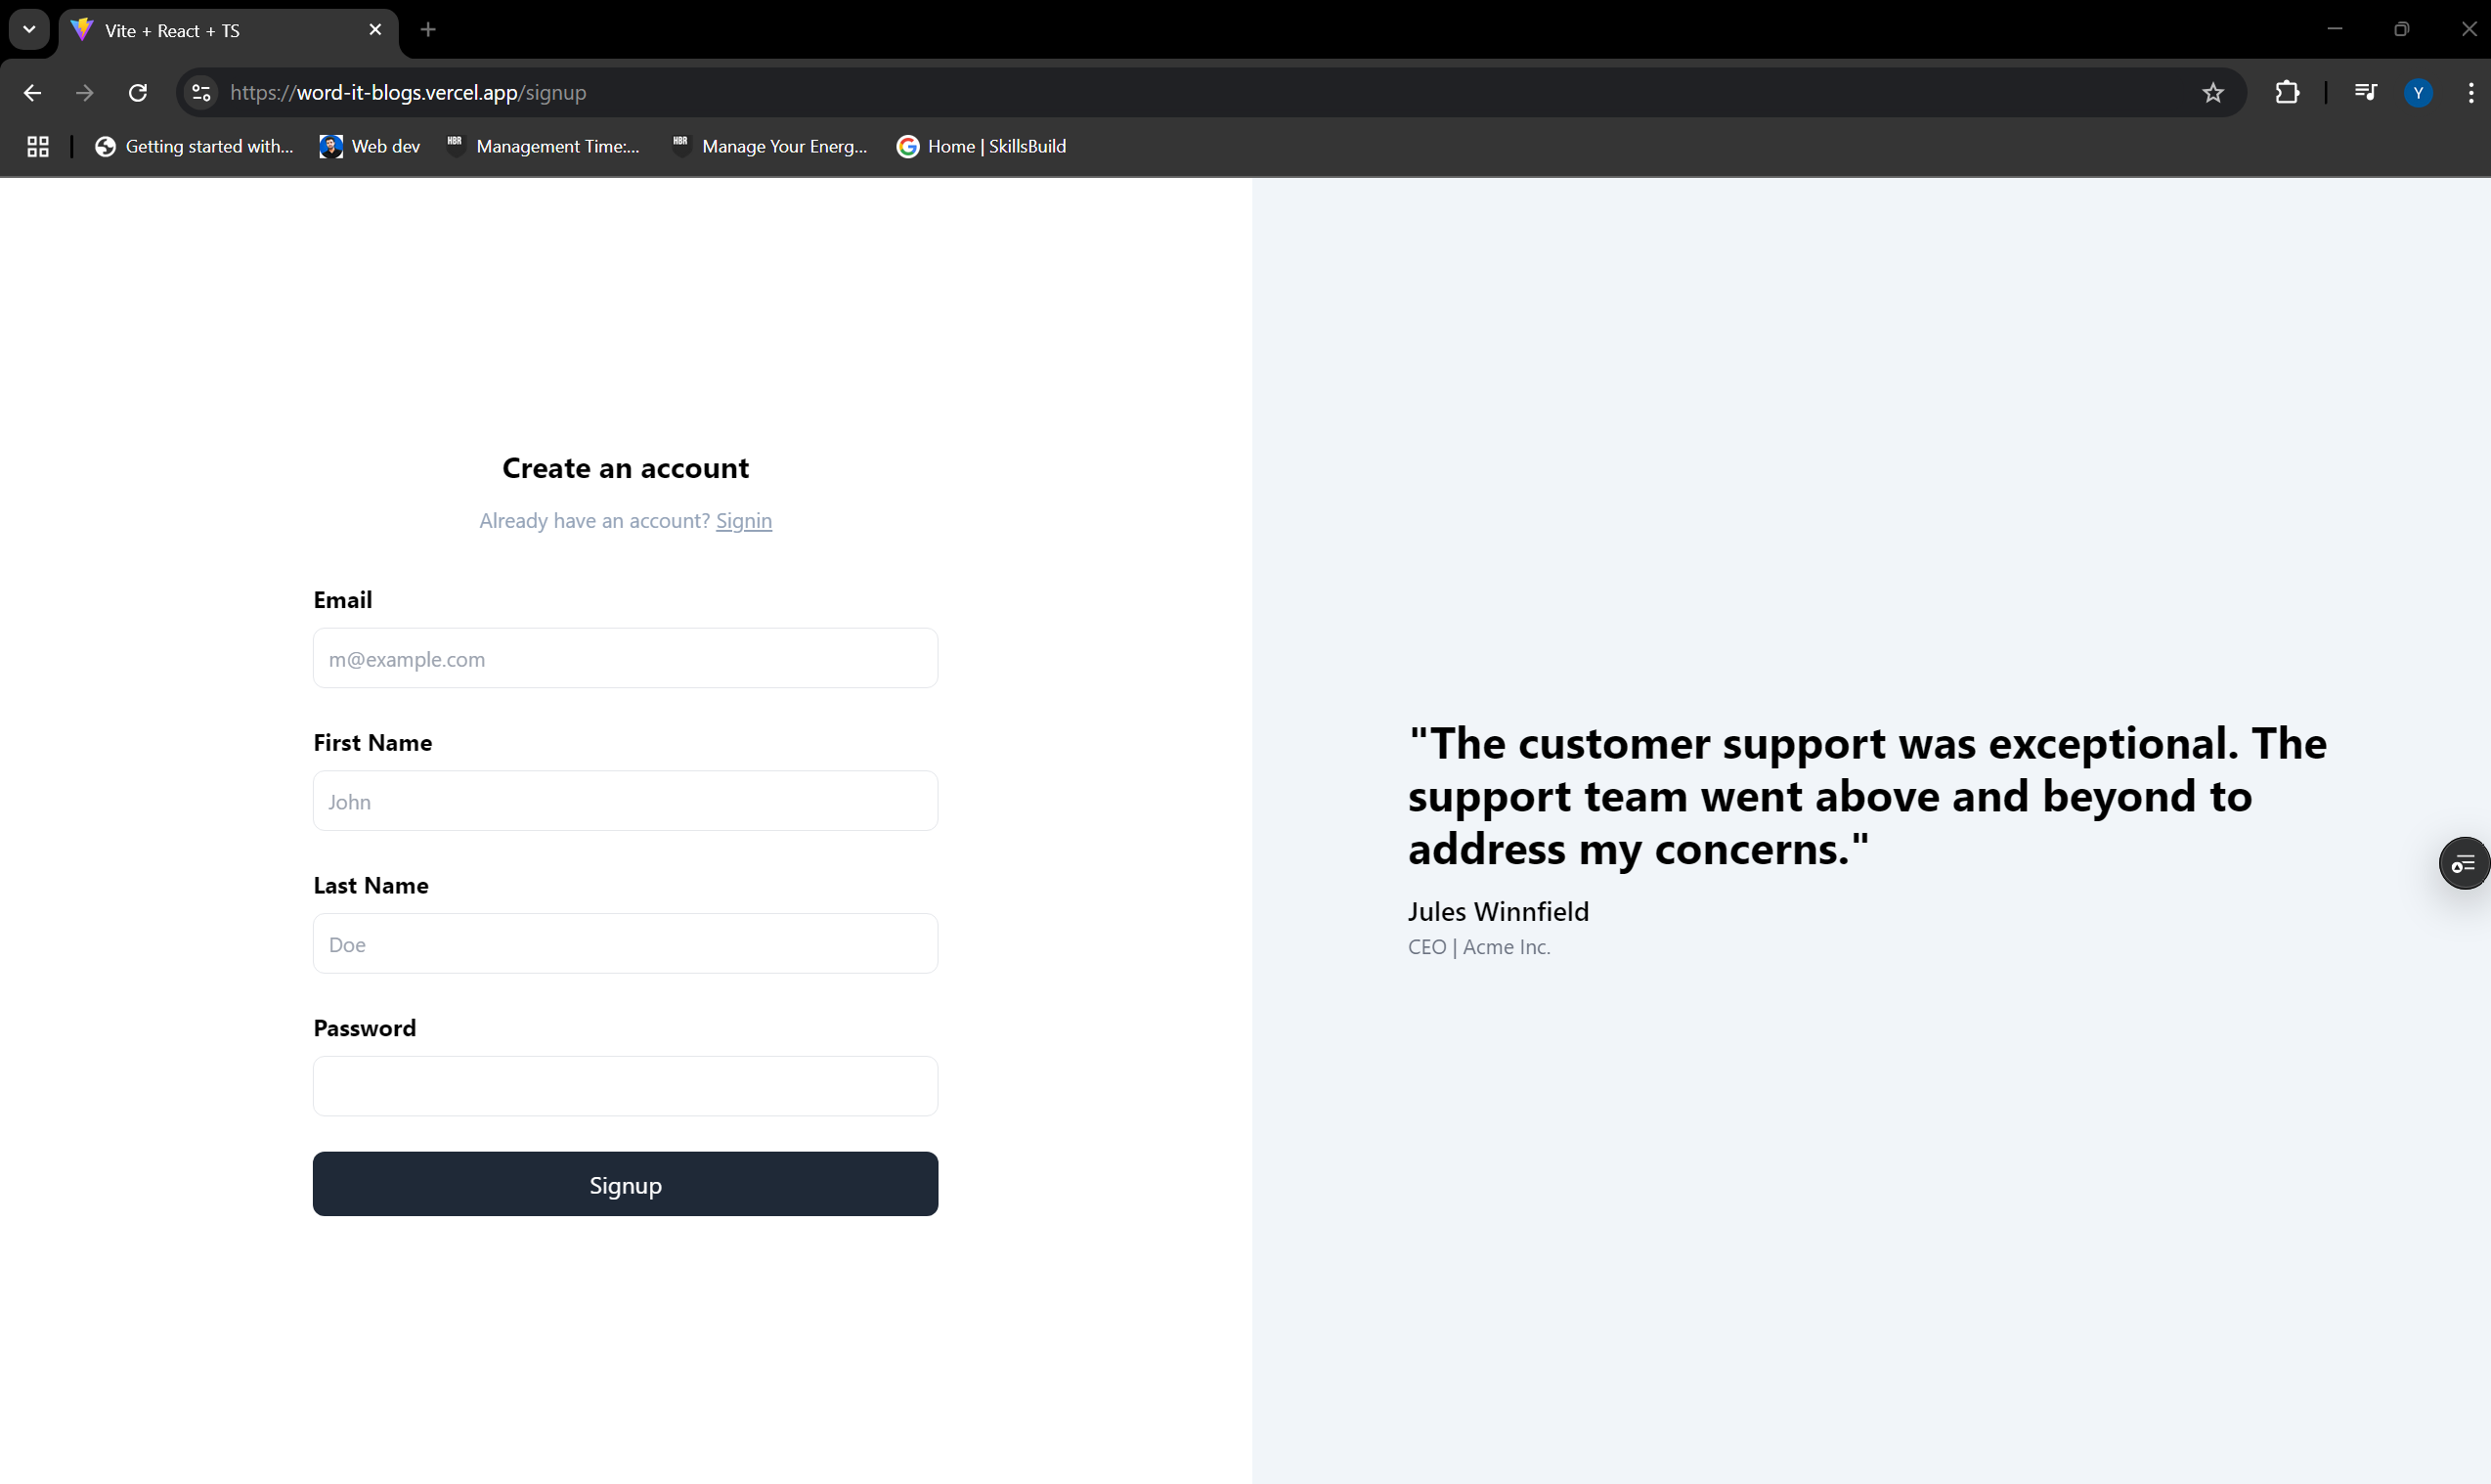 Vite + React + TS
https://word-it-blogs.vercel.app/signup
Y
Getting started with...
Web dev
HBR
Management Time:...
HBR
Manage Your Energ...
Home | SkillsBuild
Create an account
Already have an account? Signin
Email
m@example.com
First Name
John
Last Name
Doe
Password
Signup
"The customer support was exceptional. The
support team went above and beyond to
address my concerns."
Jules Winnfield
CEO | Acme Inc.